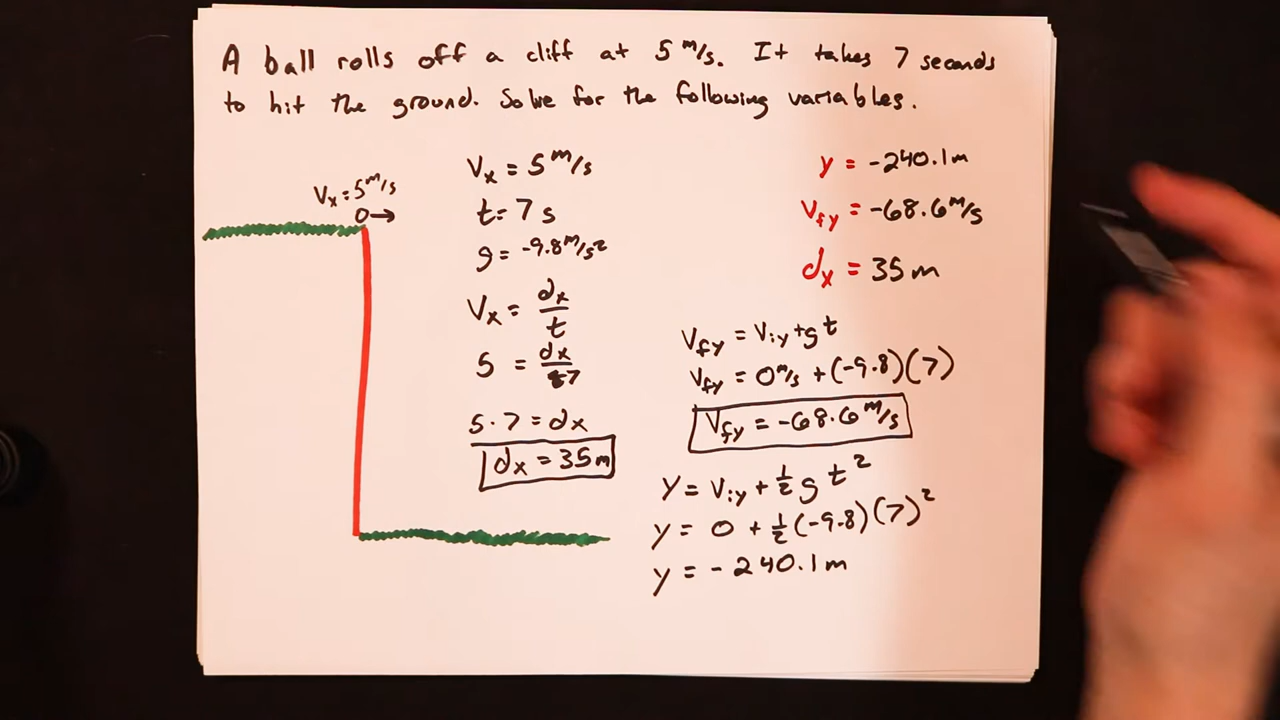 A ball rolls off a cliff at 5 m/s. It takes 7 seconds
to hit the ground. Solve for the following variables.
Vx = 5 m/s
Vx = 5 m/s
t = 7 s
g = -9.8 m/s²
Vx = dx/t
5 = dx/7
5 · 7 = dx
dx = 35 m
y = -240.1 m
Vfy = -68.6 m/s
dx = 35 m
Vfy = Viy + gt
Vfy = 0 m/s + (-9.8)(7)
Vfy = -68.6 m/s
y = Viy + ½ g t²
y = 0 + ½ (-9.8)(7)²
y = -240.1 m